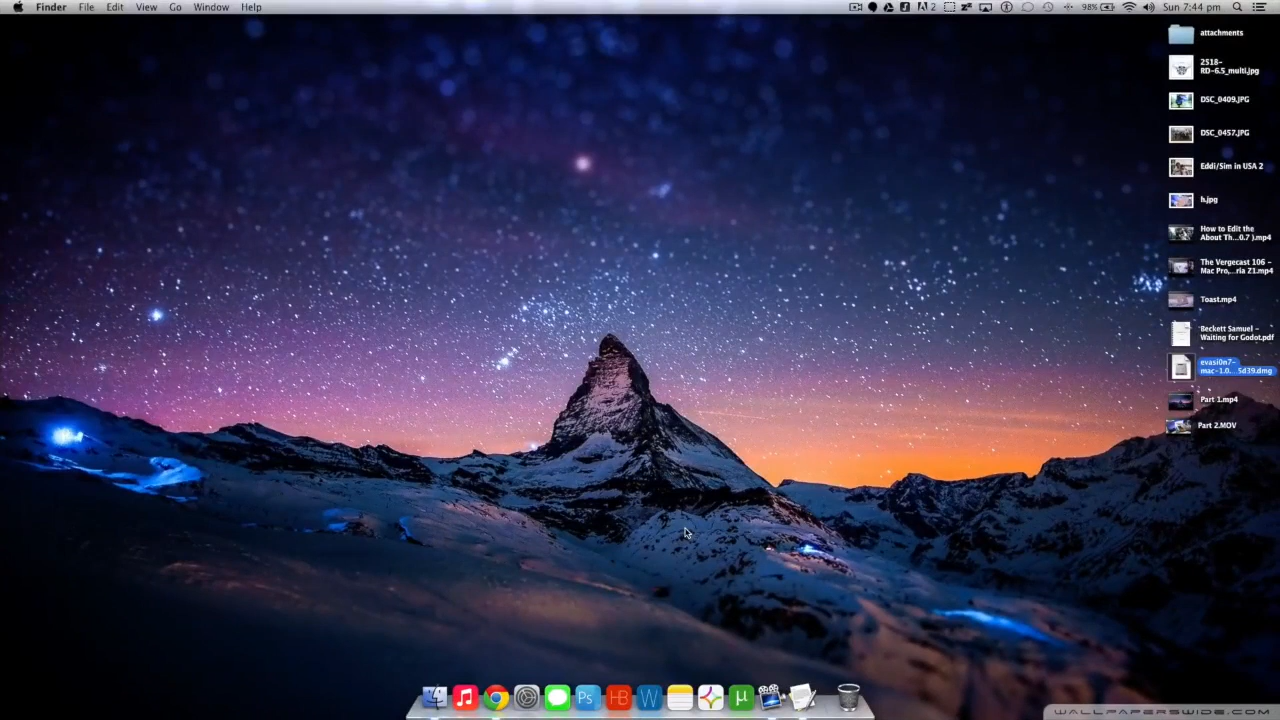 Finder File Edit View Go Window Help
2
98%
Sun 7:44 pm
attachments
2518-
RD-6.5_multi.jpg
DSC_0409.JPG
DSC_0457.JPG
Eddi/Sim in USA 2
h.jpg
How to Edit the
About Th...0.7 ).mp4
The Vergecast 106 -
Mac Pro,...ria Z1.mp4
Toast.mp4
Beckett Samuel -
Waiting for Godot.pdf
evasi0n7-
mac-1.0....5d39.dmg
Part 1.mp4
Part 2.MOV
Ps
HB
W
µ
WALLPAPERSWIDE.COM